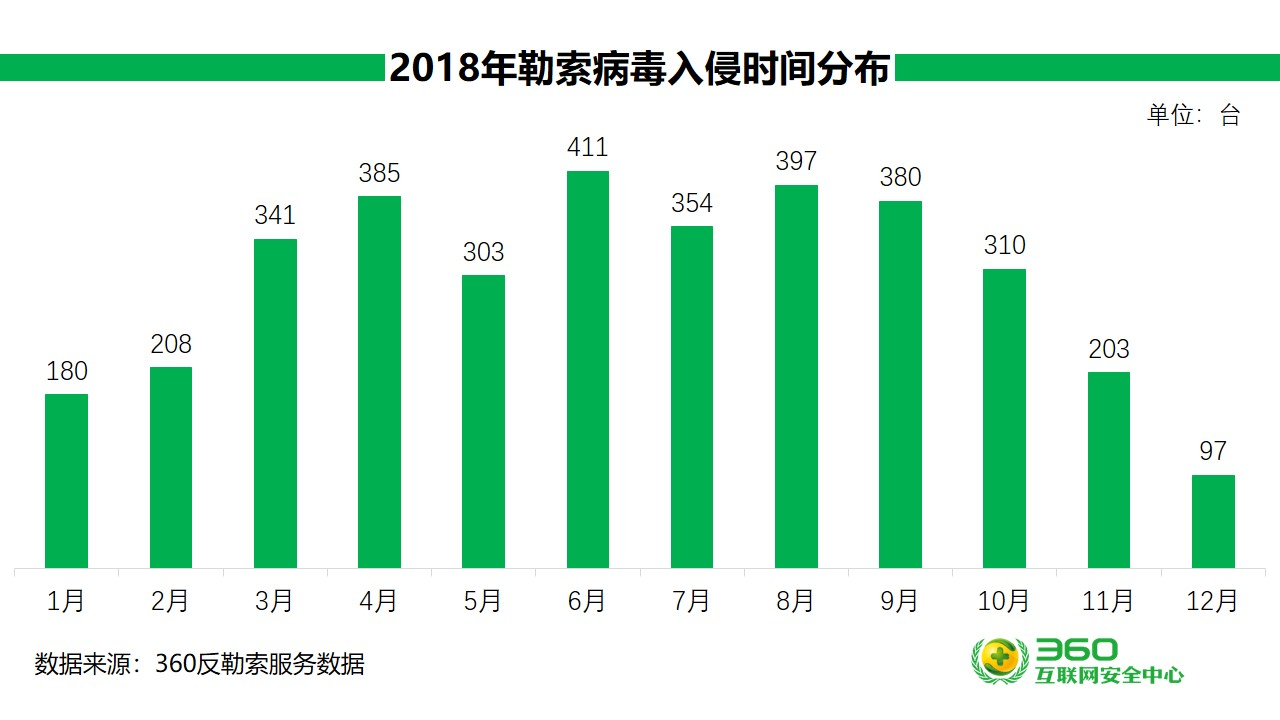 2018年勒索病毒入侵时间分布
单位：台
180
208
341
385
303
411
354
397
380
310
203
97
1月
2月
3月
4月
5月
6月
7月
8月
9月
10月
11月
12月
数据来源：360反勒索服务数据
360
互联网安全中心